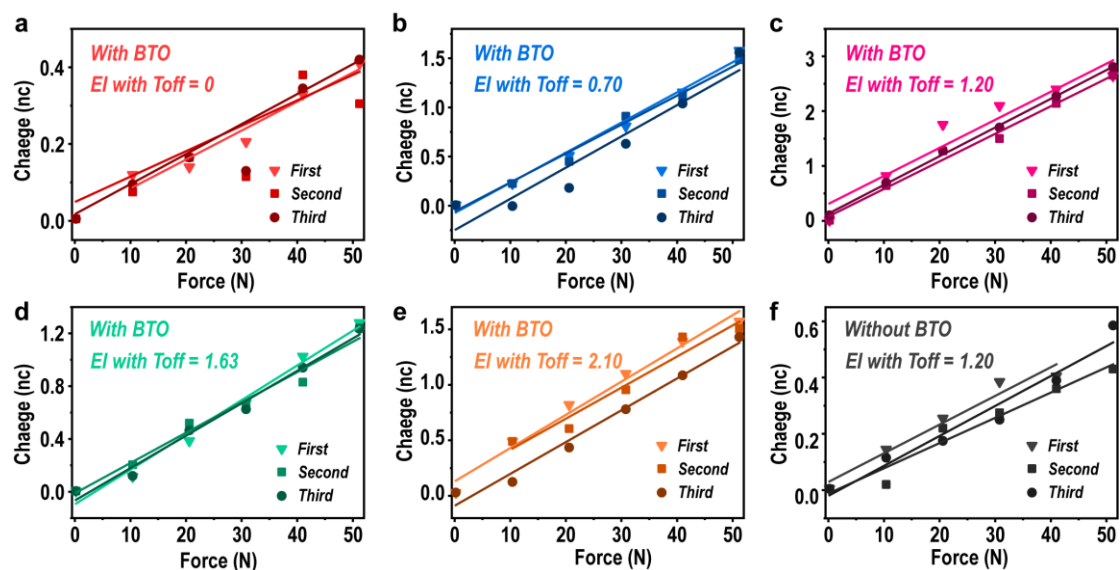 a
With BTO
EI with Toff = 0
Chaege (nc)
0.4
0.2
0.0
First
Second
Third
0 10 20 30 40 50
Force (N)
b
With BTO
EI with Toff = 0.70
Chaege (nc)
1.5
1.0
0.5
0.0
First
Second
Third
0 10 20 30 40 50
Force (N)
c
With BTO
EI with Toff = 1.20
Chaege (nc)
3
2
1
0
First
Second
Third
0 10 20 30 40 50
Force (N)
d
With BTO
EI with Toff = 1.63
Chaege (nc)
1.2
0.8
0.4
0.0
First
Second
Third
0 10 20 30 40 50
Force (N)
e
With BTO
EI with Toff = 2.10
Chaege (nc)
1.5
1.0
0.5
0.0
First
Second
Third
0 10 20 30 40 50
Force (N)
f
Without BTO
EI with Toff = 1.20
Chaege (nc)
0.6
0.4
0.2
0.0
First
Second
Third
0 10 20 30 40 50
Force (N)